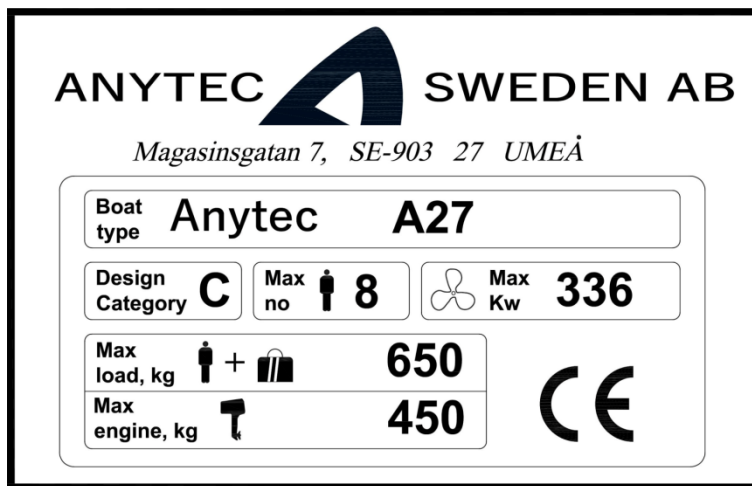 ANYTEC SWEDEN AB
Magasinsgatan 7, SE-903 27 UMEÅ
Boat type Anytec A27
Design Category C Max no 8 Max Kw 336
Max load, kg + 650
Max engine, kg 450
CE